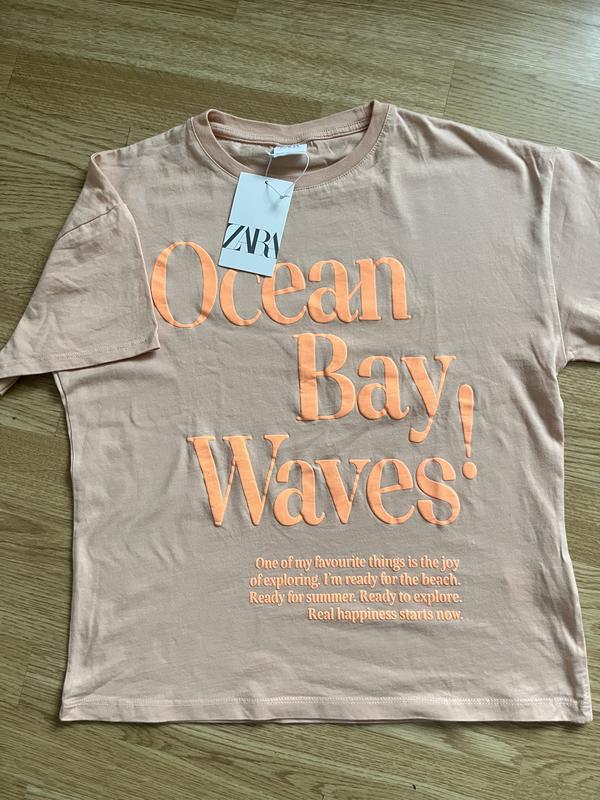 ZARA
Ocean
Bay
Waves!
One of my favourite things is the joy
of exploring. I'm ready for the beach.
Ready for summer. Ready to explore.
Real happiness starts now.